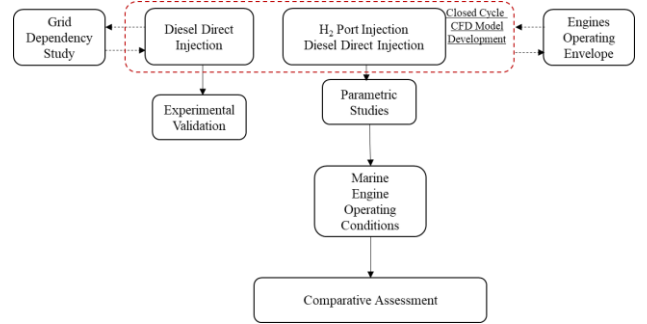 Grid
Dependency
Study
Diesel Direct
Injection
H₂ Port Injection
Diesel Direct Injection
Closed Cycle
CFD Model
Development
Engines
Operating
Envelope
Experimental
Validation
Parametric
Studies
Marine
Engine
Operating
Conditions
Comparative Assessment